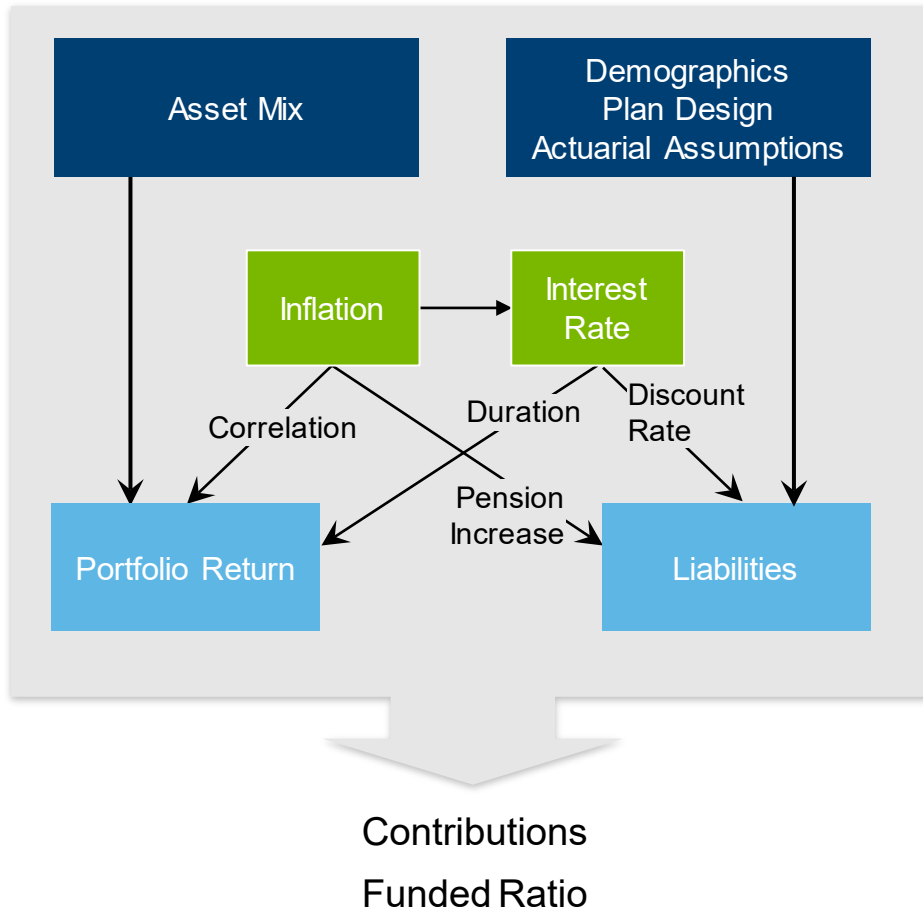 Asset Mix
Demographics
Plan Design
Actuarial Assumptions
Inflation
Interest
Rate
Correlation
Duration
Discount
Rate
Pension
Increase
Portfolio Return
Liabilities
Contributions
Funded Ratio